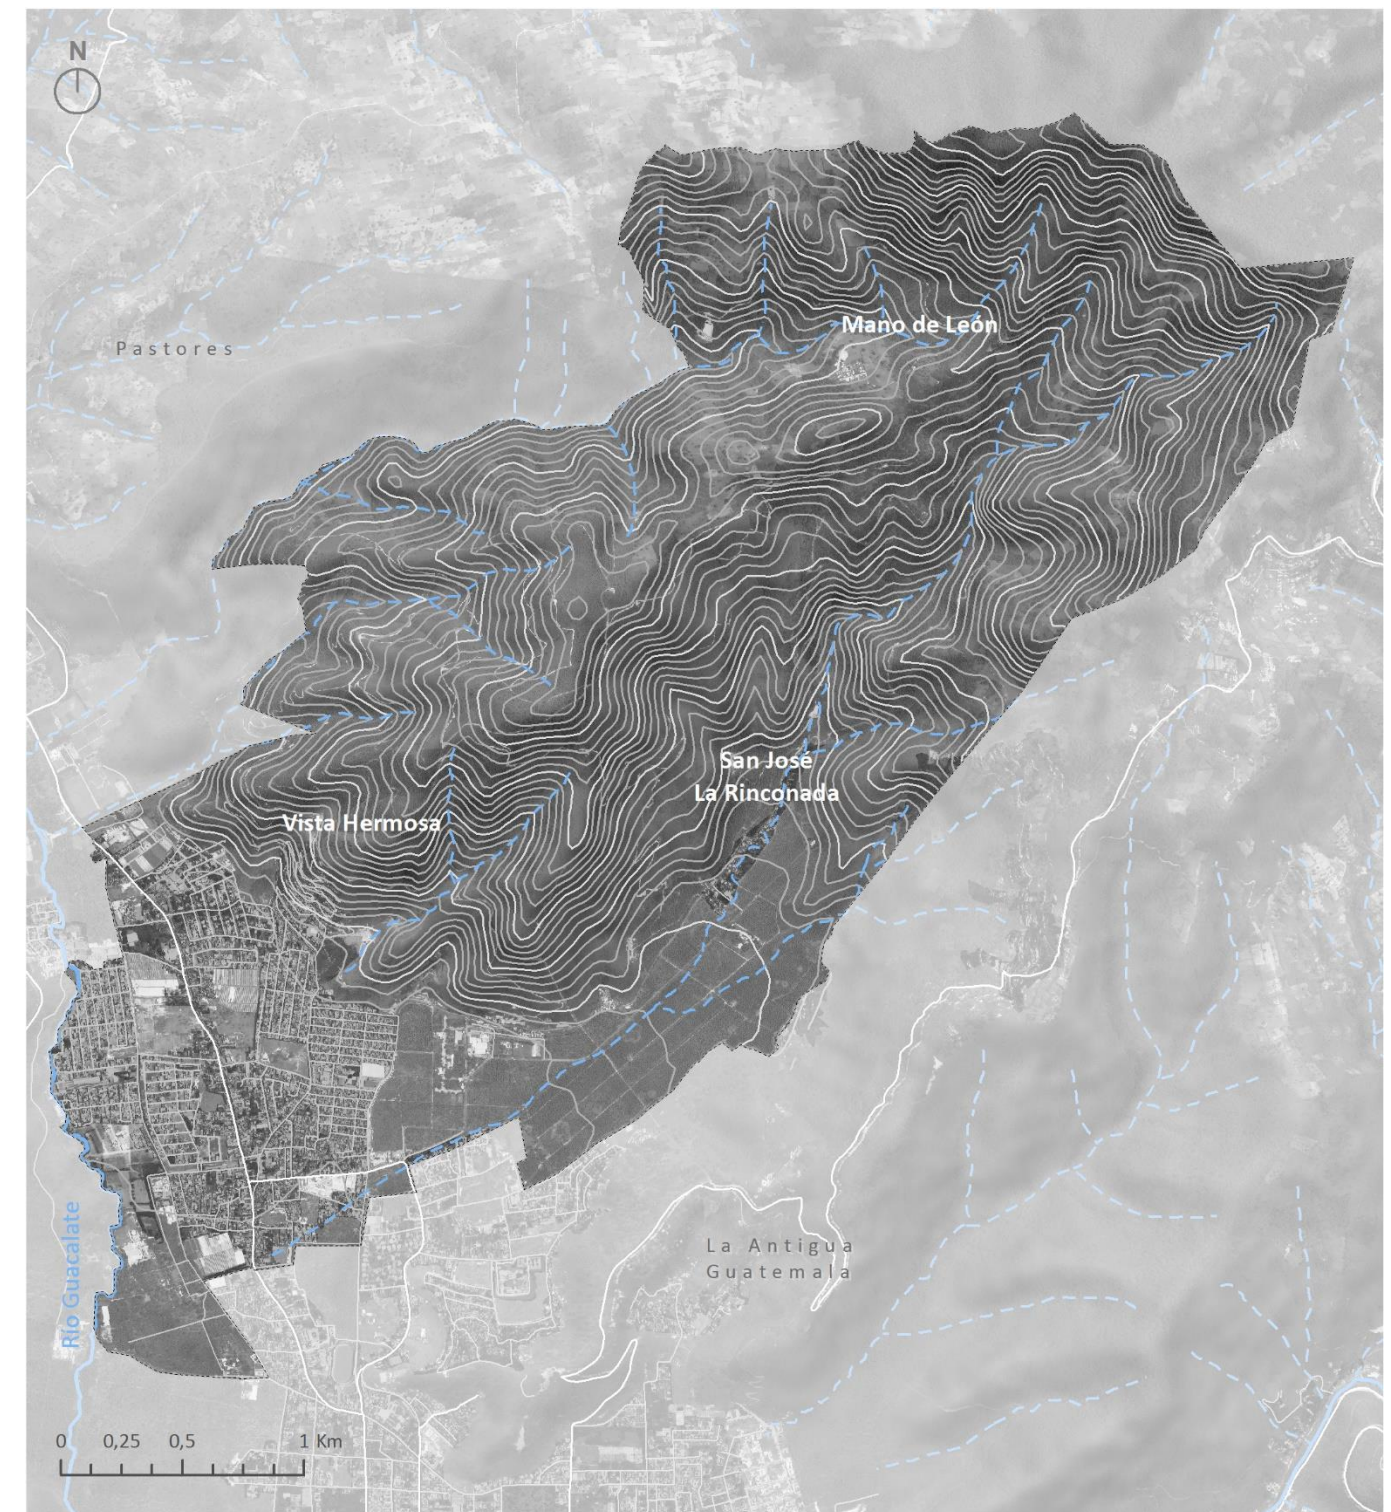 N
Mano de León
Pastores
San José
La Rinconada
Vista Hermosa
Río Guacalate
La Antigua
Guatemala
0 0,25 0,5 1 Km